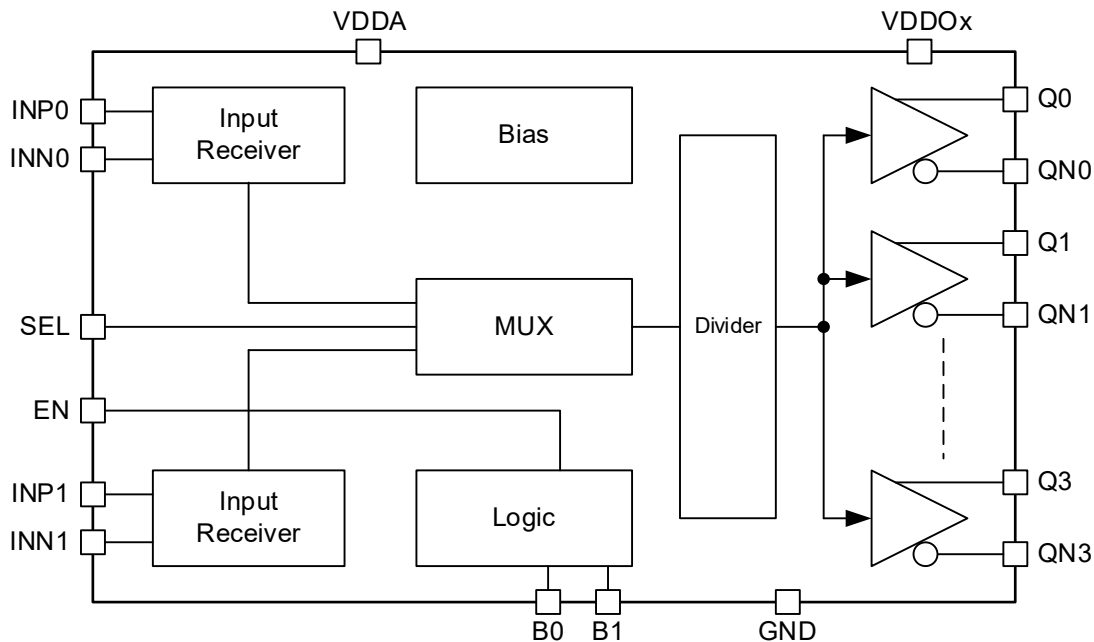 VDDA
VDDOx
INP0
INN0
Input
Receiver
Bias
Q0
QN0
Q1
QN1
SEL
MUX
Divider
EN
INP1
INN1
Input
Receiver
Logic
Q3
QN3
B0
B1
GND